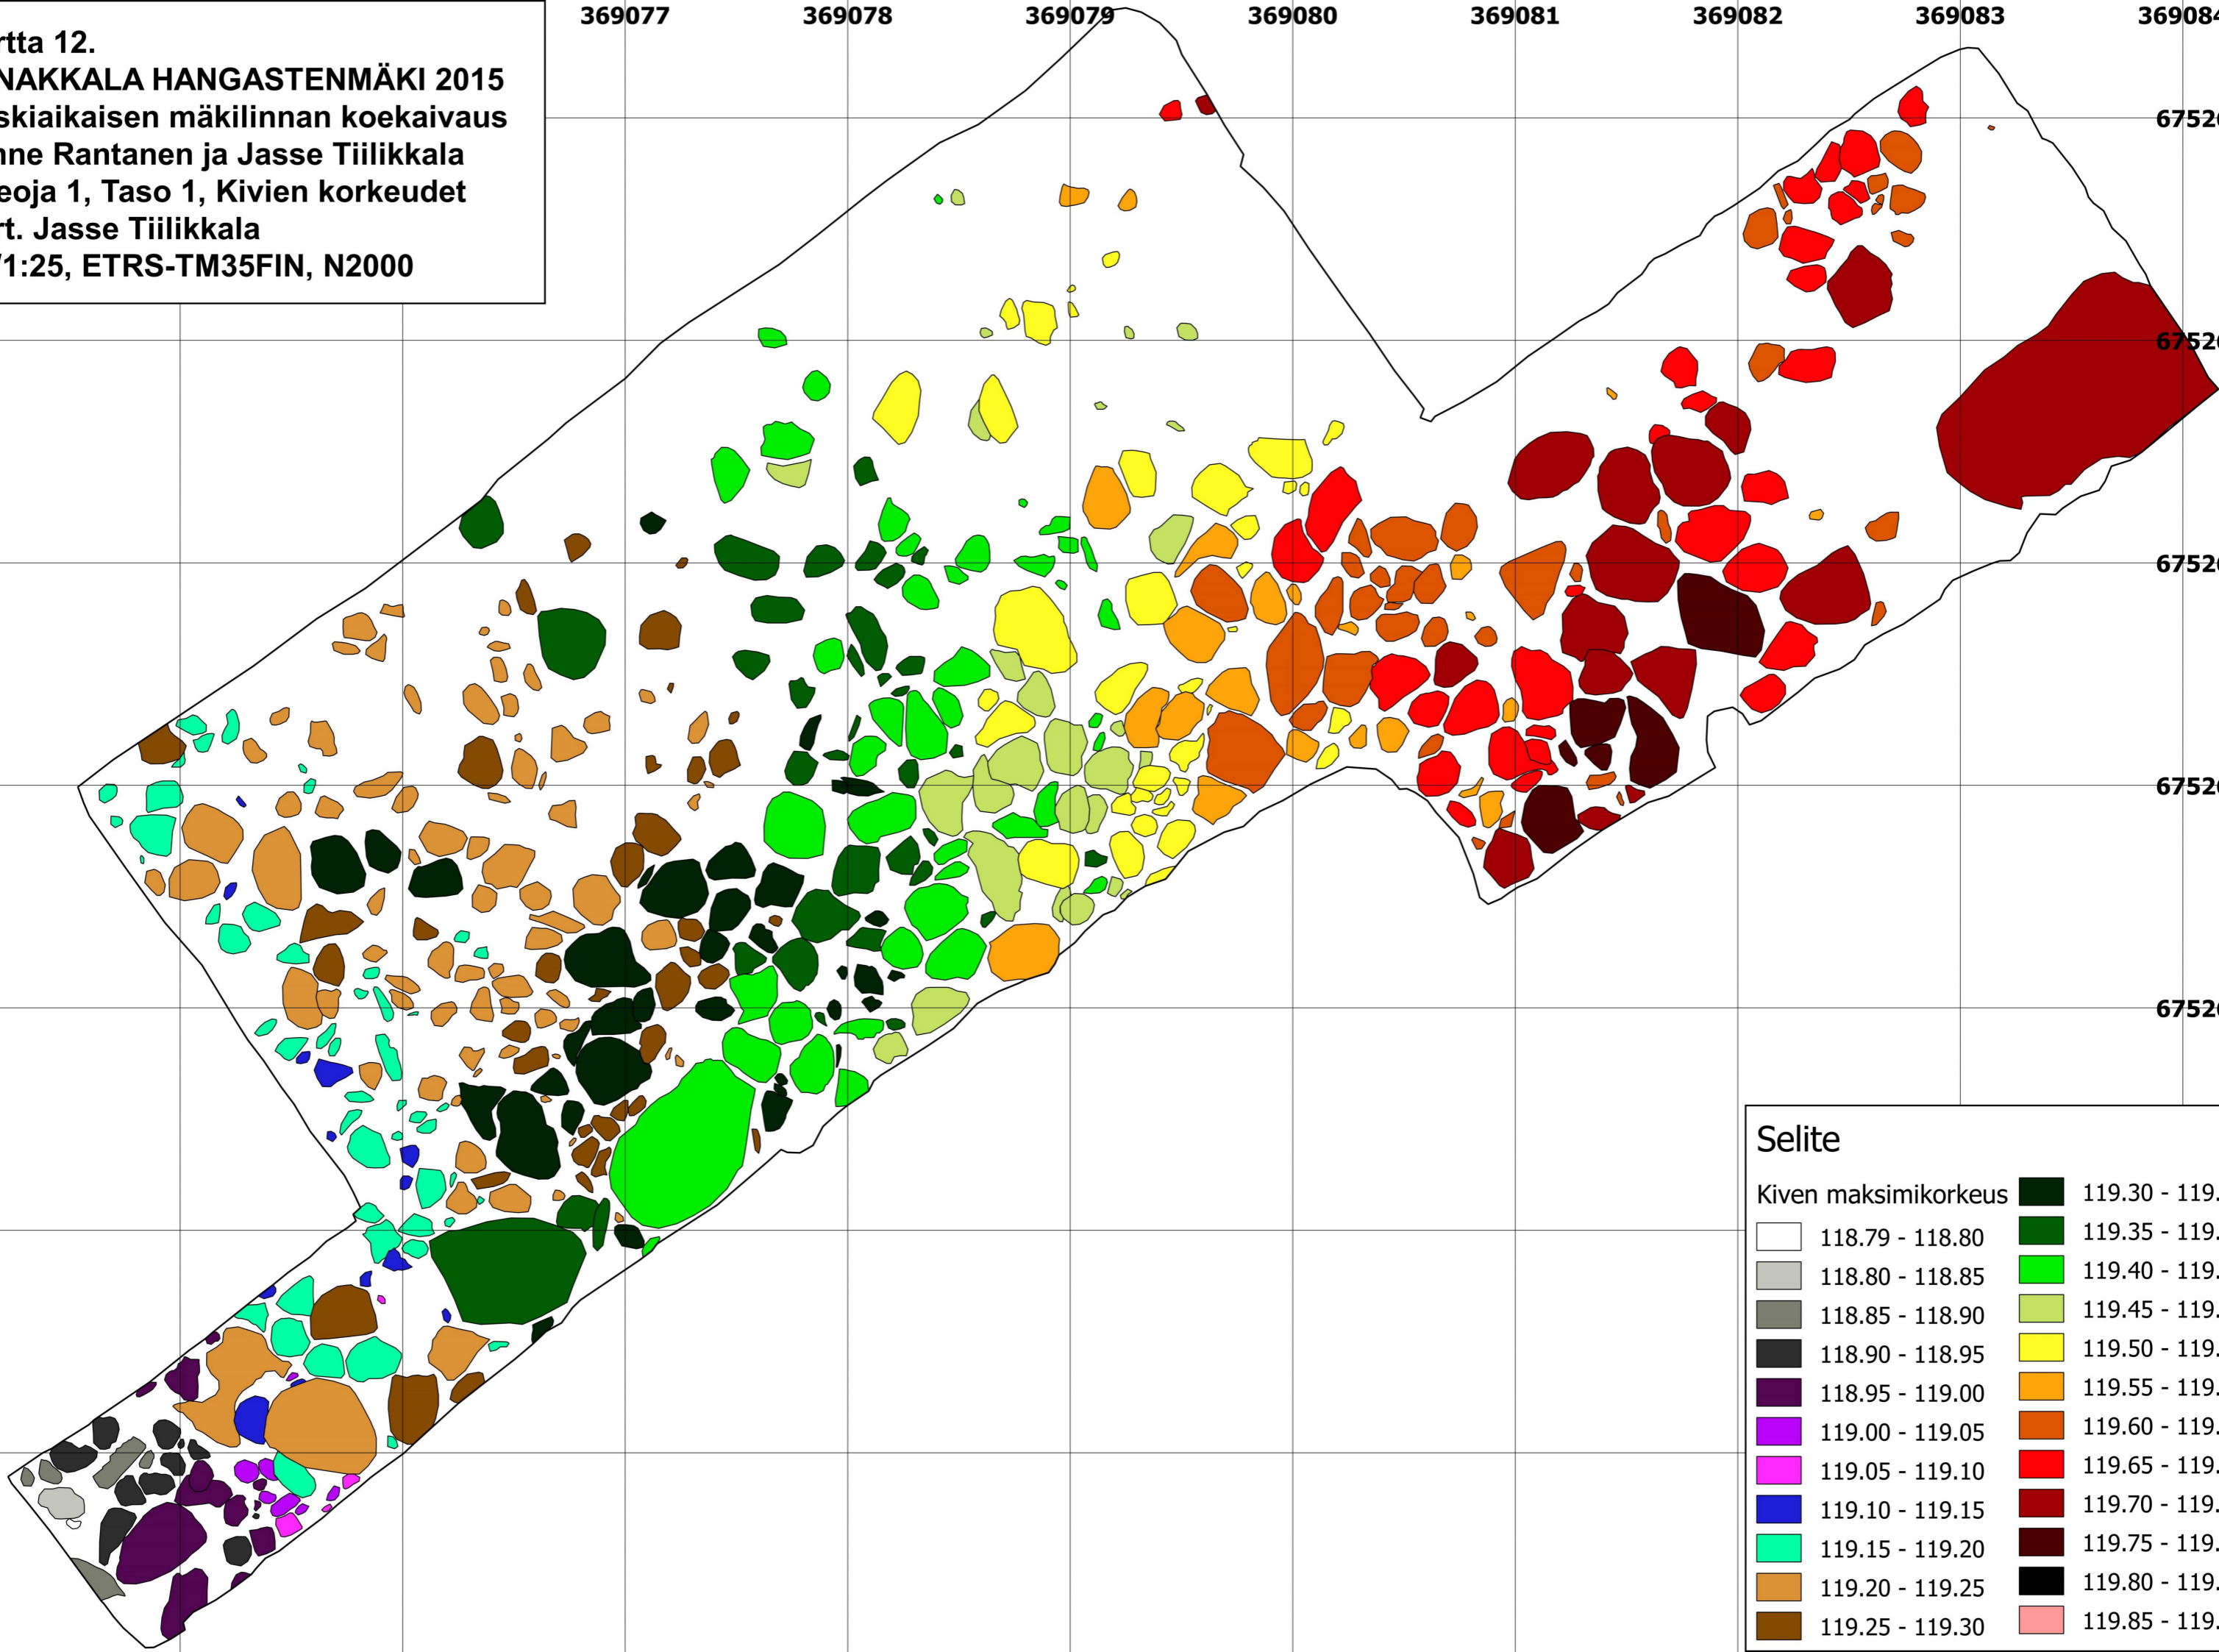 369077 369078 369079 369080 369081 369082 369083 369084
rtta 12.
NAKKALA HANGASTENMÄKI 2015
skiaikaisen mäkilinnan koekaivaus
nne Rantanen ja Jasse Tiilikkala
eoja 1, Taso 1, Kivien korkeudet
rt. Jasse Tiilikkala
/1:25, ETRS-TM35FIN, N2000
67520
67520
67520
67520
67520
Selite
Kiven maksimikorkeus
118.79 - 118.80
118.80 - 118.85
118.85 - 118.90
118.90 - 118.95
118.95 - 119.00
119.00 - 119.05
119.05 - 119.10
119.10 - 119.15
119.15 - 119.20
119.20 - 119.25
119.25 - 119.30
119.30 - 119.
119.35 - 119.
119.40 - 119.
119.45 - 119.
119.50 - 119.
119.55 - 119.
119.60 - 119.
119.65 - 119.
119.70 - 119.
119.75 - 119.
119.80 - 119.
119.85 - 119.